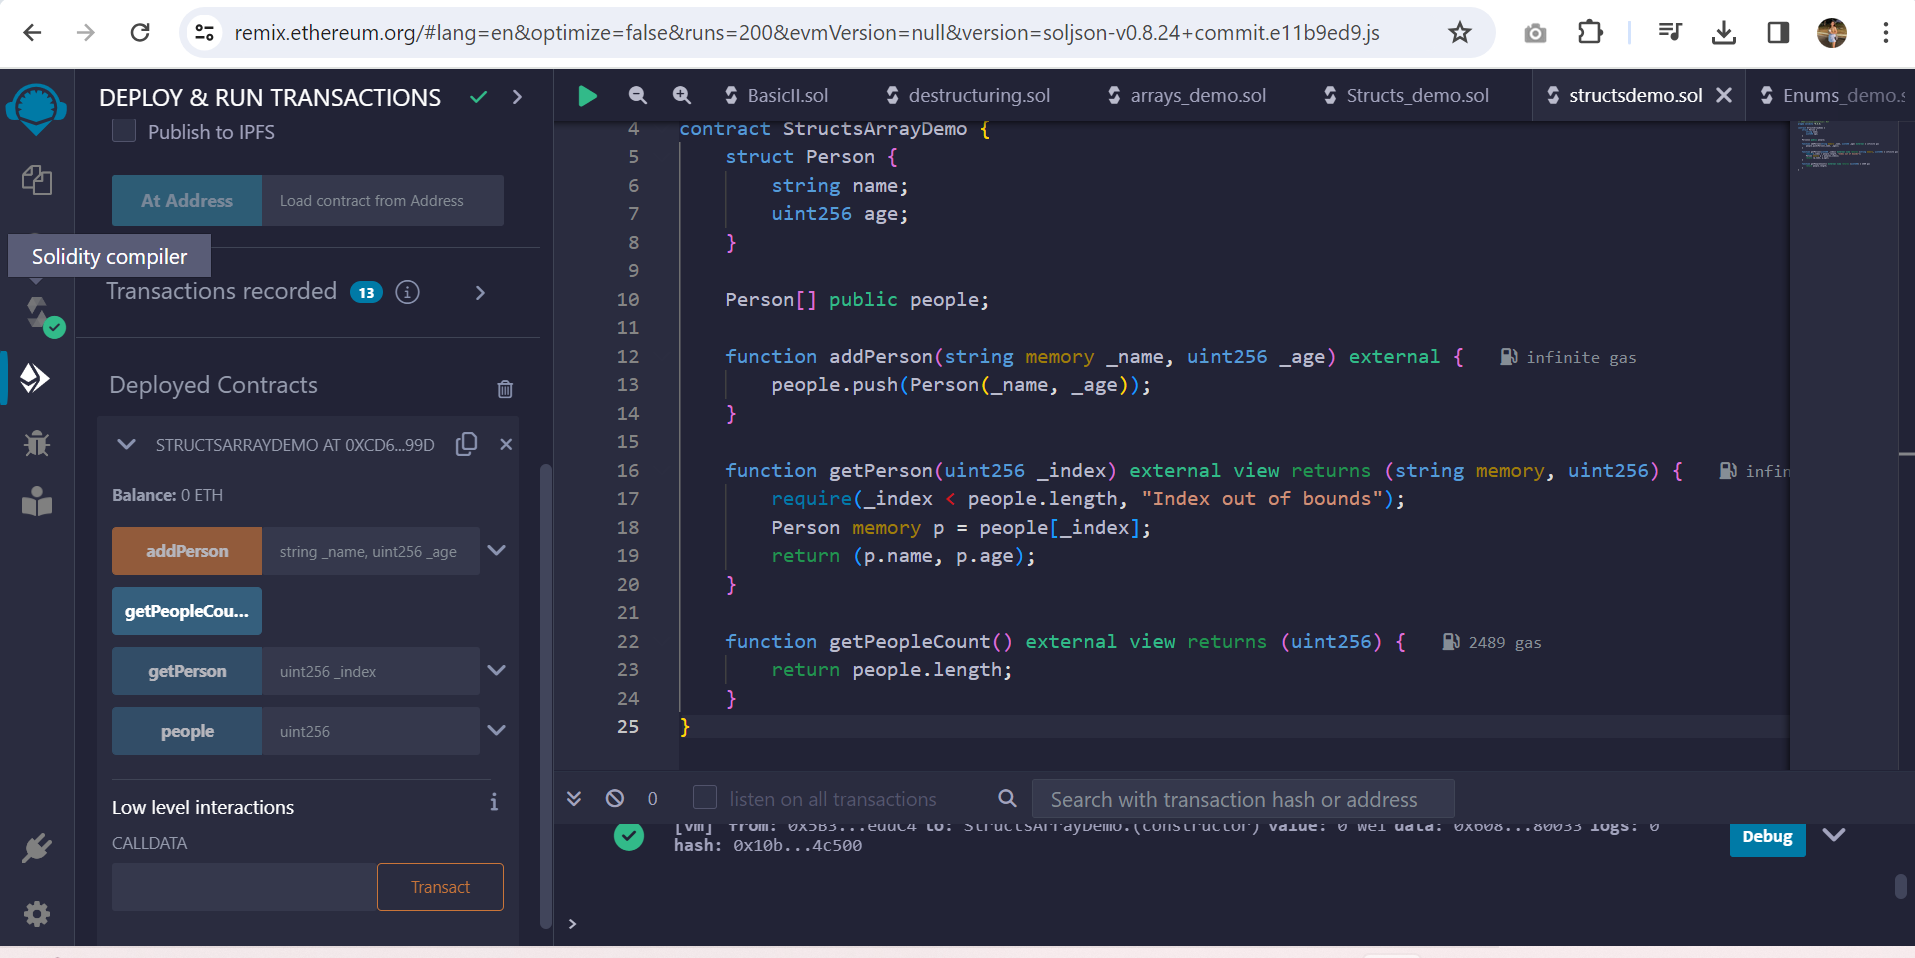 remix.ethereum.org/#lang=en&optimize=false&runs=200&evmVersion=null&version=soljson-v0.8.24+commit.e11b9ed9.js
DEPLOY & RUN TRANSACTIONS
Publish to IPFS
At Address
Load contract from Address
Solidity compiler
Transactions recorded 13
Deployed Contracts
STRUCTSARRAYDEMO AT 0XCD6...99D
Balance: 0 ETH
addPerson
string _name, uint256 _age
getPeopleCou...
getPerson
uint256 _index
people
uint256
Low level interactions
CALLDATA
Transact
BasicII.sol
destructuring.sol
arrays_demo.sol
Structs_demo.sol
structsdemo.sol
Enums_demo.s
4 contract StructsArrayDemo {
5 struct Person {
6 string name;
7 uint256 age;
8 }
9
10 Person[] public people;
11
12 function addPerson(string memory _name, uint256 _age) external { infinite gas
13 people.push(Person(_name, _age));
14 }
15
16 function getPerson(uint256 _index) external view returns (string memory, uint256) { infin
17 require(_index < people.length, "Index out of bounds");
18 Person memory p = people[_index];
19 return (p.name, p.age);
20 }
21
22 function getPeopleCount() external view returns (uint256) { 2489 gas
23 return people.length;
24 }
25 }
0
listen on all transactions
Search with transaction hash or address
[vm] from: 0x5B3...eddC4 to: StructsArrayDemo.(constructor) value: 0 wei data: 0x608...80033 logs: 0
hash: 0x10b...4c500
Debug
>